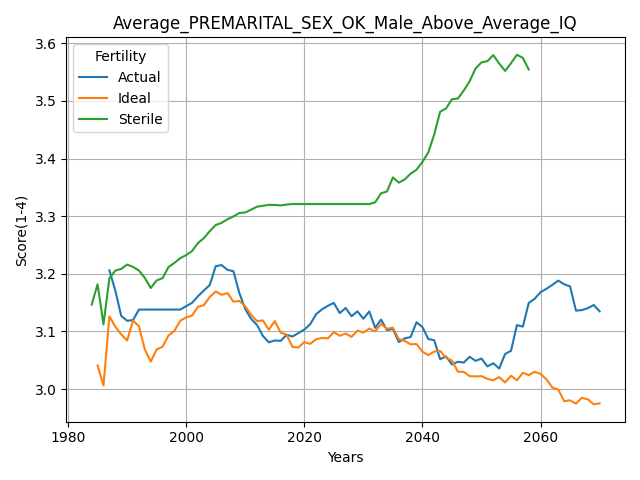 Average_PREMARITAL_SEX_OK_Male_Above_Average_IQ
Fertility
Actual
Ideal
Sterile
Score(1-4)
3.6
3.5
3.4
3.3
3.2
3.1
3.0
1980
2000
2020
2040
2060
Years